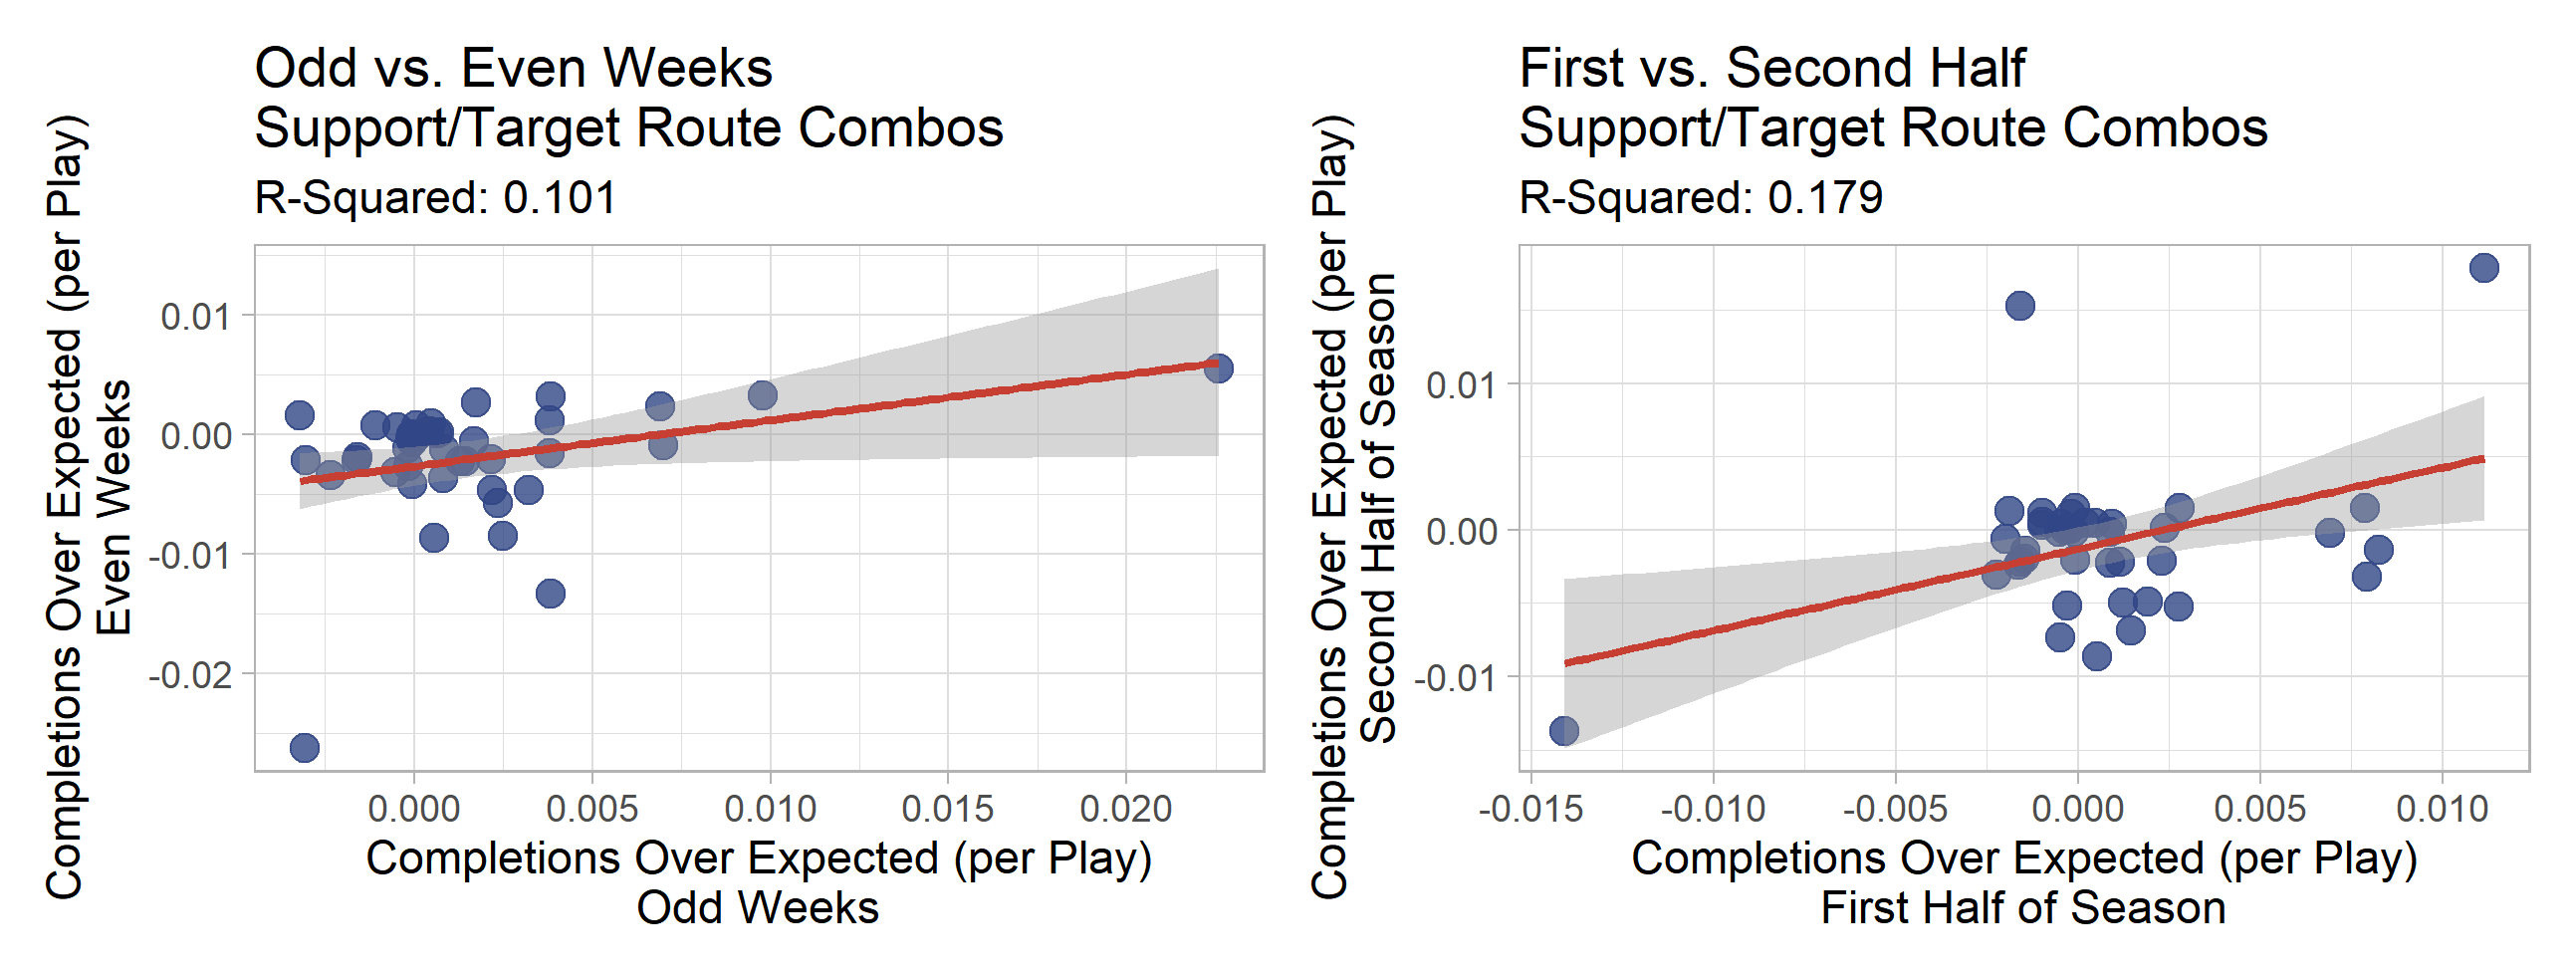 Odd vs. Even Weeks
Support/Target Route Combos
R-Squared: 0.101
Completions Over Expected (per Play)
Even Weeks
0.01
0.00
-0.01
-0.02
0.000 0.005 0.010 0.015 0.020
Completions Over Expected (per Play)
Odd Weeks
First vs. Second Half
Support/Target Route Combos
R-Squared: 0.179
Completions Over Expected (per Play)
Second Half of Season
0.01
0.00
-0.01
-0.015 -0.010 -0.005 0.000 0.005 0.010
Completions Over Expected (per Play)
First Half of Season